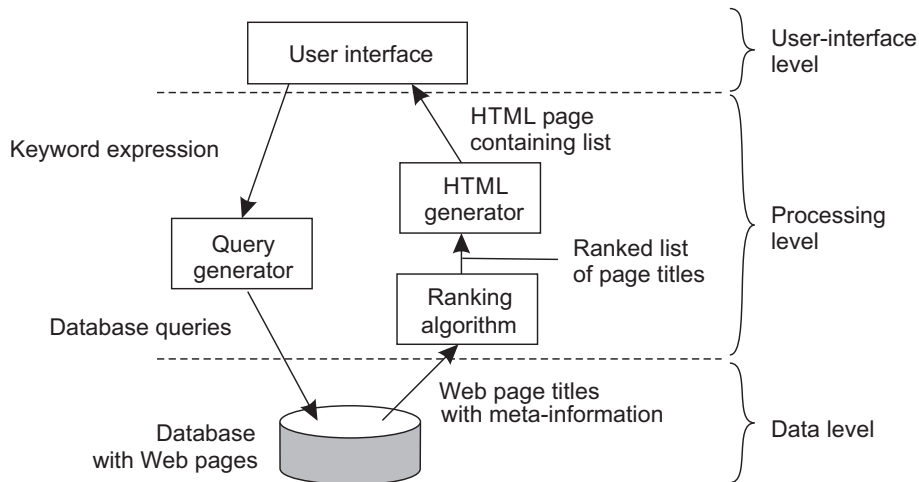 User interface
User-interface
level
HTML page
containing list
Keyword expression
HTML
generator
Processing
level
Query
generator
Ranked list
of page titles
Ranking
algorithm
Database queries
Web page titles
with meta-information
Database
with Web pages
Data level